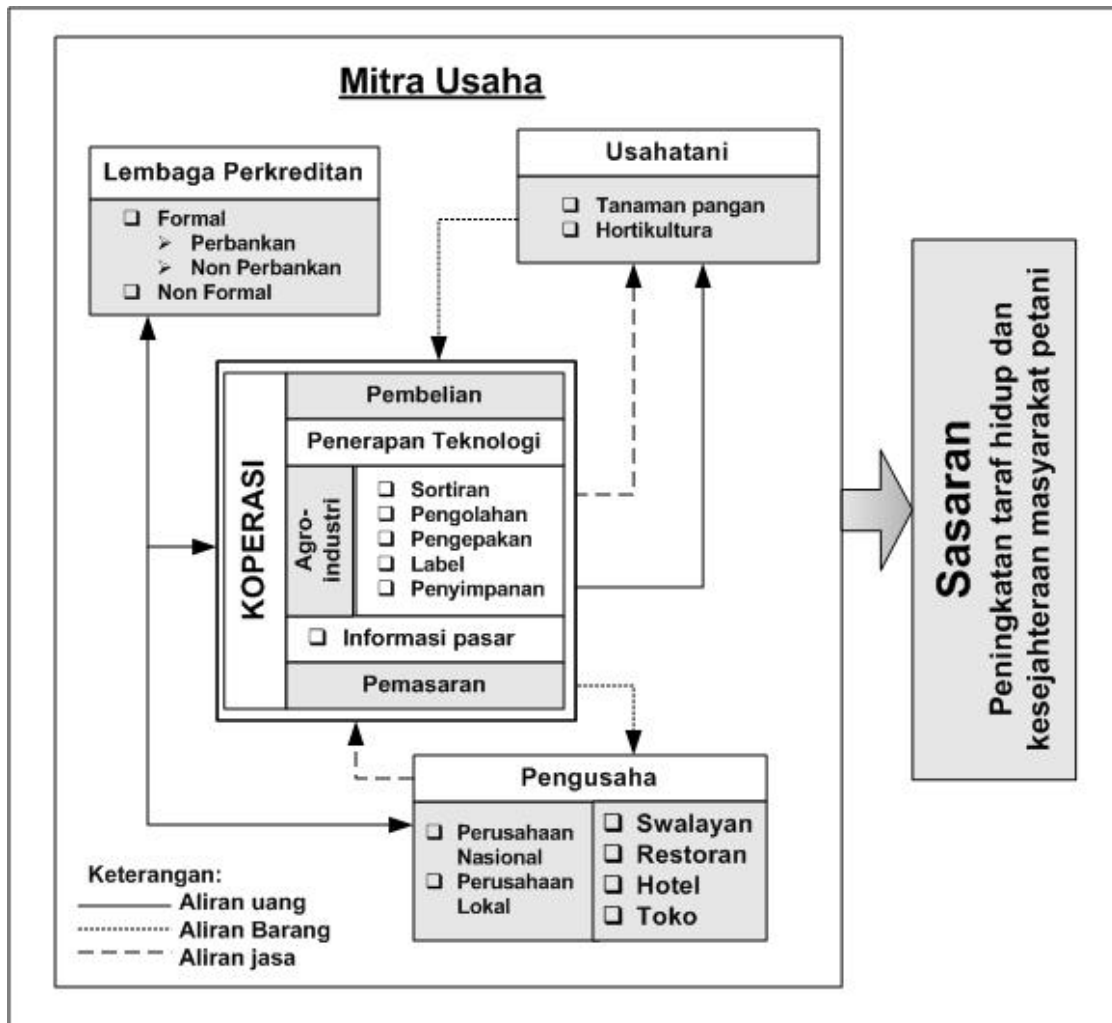 Mitra Usaha
Lembaga Perkreditan
❑ Formal
➢ Perbankan
➢ Non Perbankan
❑ Non Formal
Usahatani
❑ Tanaman pangan
❑ Hortikultura
KOPERASI
Pembelian
Penerapan Teknologi
Agro-
industri
❑ Sortiran
❑ Pengolahan
❑ Pengepakan
❑ Label
❑ Penyimpanan
❑ Informasi pasar
Pemasaran
Pengusaha
❑ Perusahaan
Nasional
❑ Perusahaan
Lokal
❑ Swalayan
❑ Restoran
❑ Hotel
❑ Toko
Keterangan:
Aliran uang
Aliran Barang
Aliran jasa
Sasaran
Peningkatan taraf hidup dan
kesejahteraan masyarakat petani